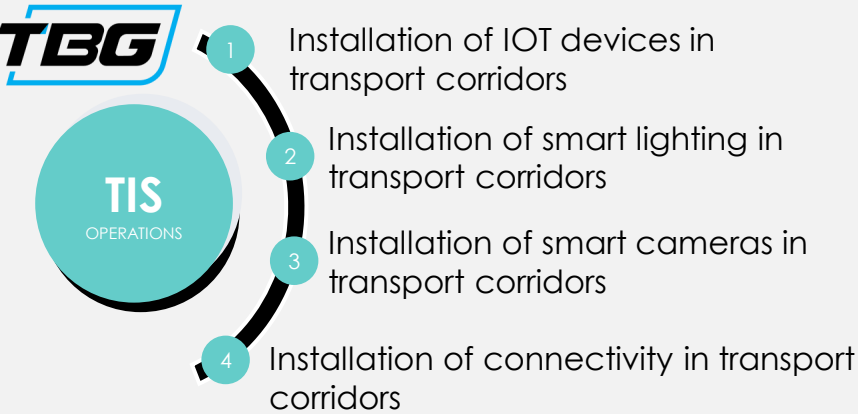 TBG
1
Installation of IOT devices in
transport corridors
2
Installation of smart lighting in
transport corridors
TIS
OPERATIONS
3
Installation of smart cameras in
transport corridors
4
Installation of connectivity in transport
corridors